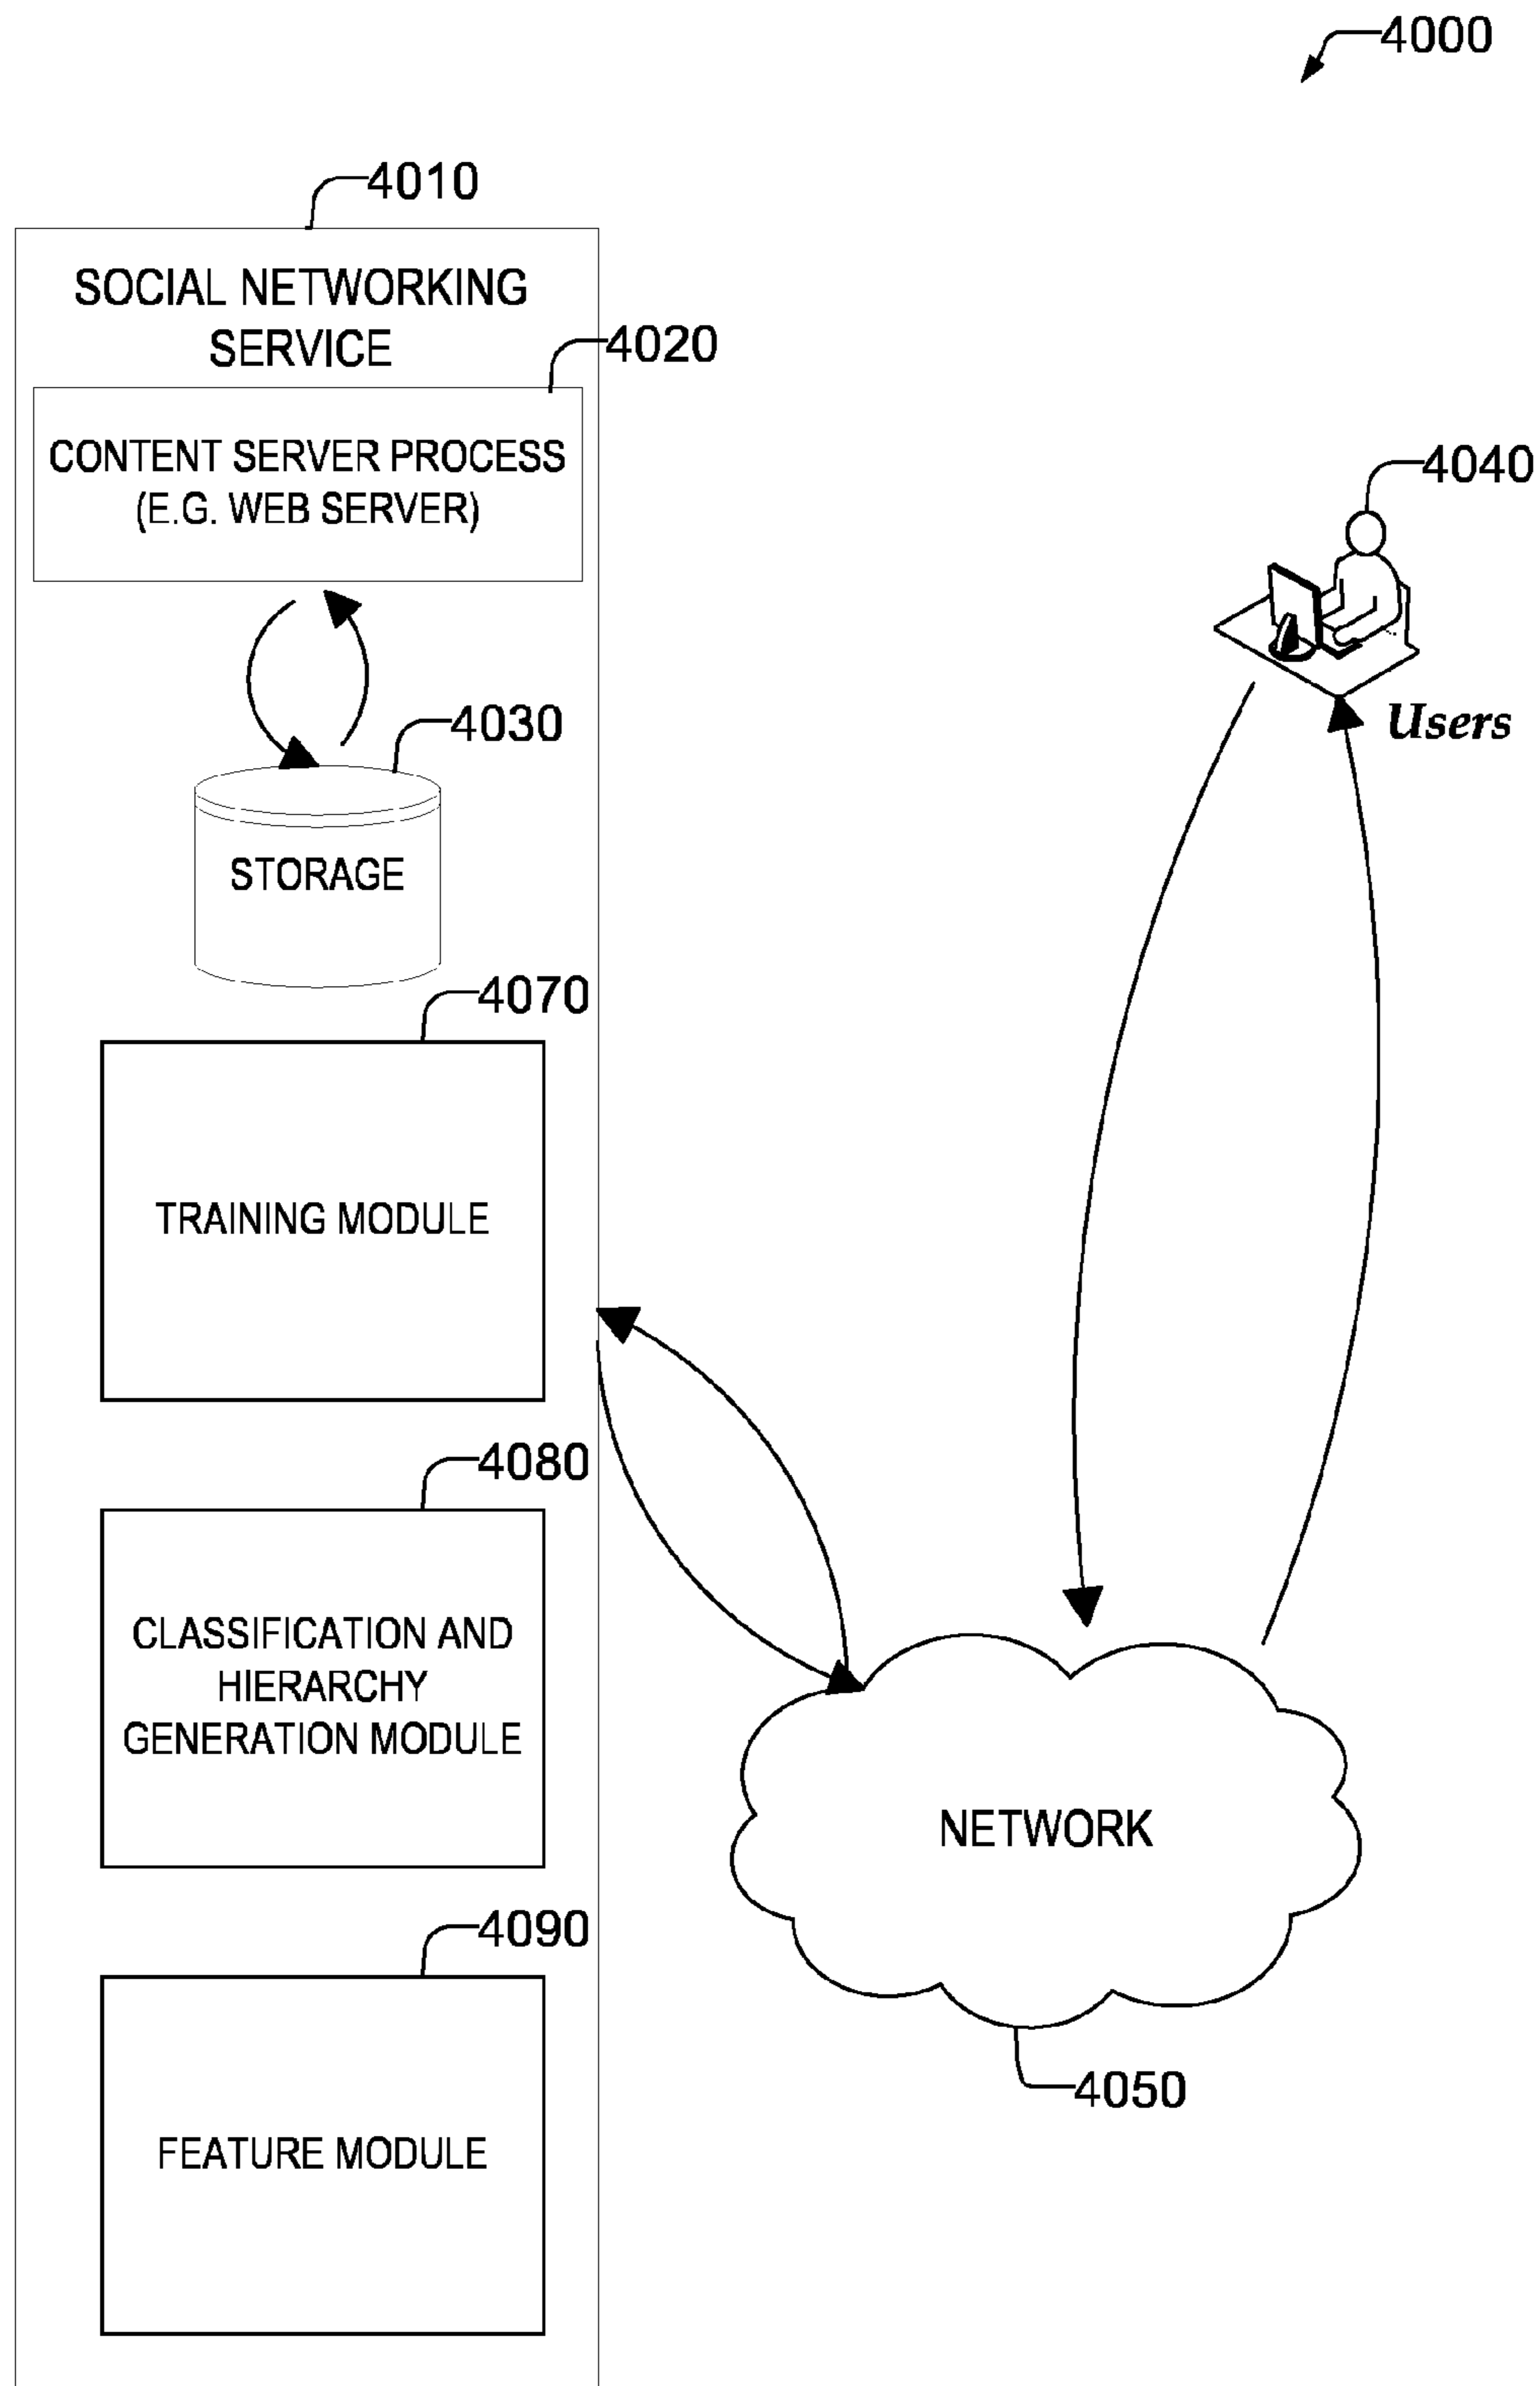 4000
4010
SOCIAL NETWORKING
SERVICE
4020
CONTENT SERVER PROCESS
(E.G. WEB SERVER)
4040
Users
4030
STORAGE
4070
TRAINING MODULE
4080
CLASSIFICATION AND
HIERARCHY
GENERATION MODULE
NETWORK
4090
4050
FEATURE MODULE